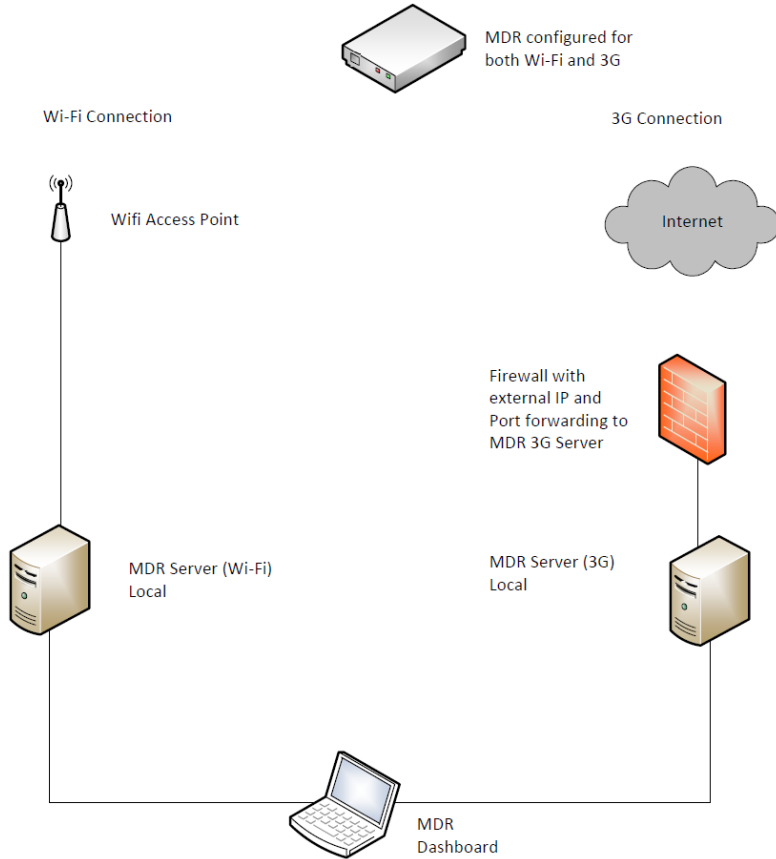 MDR configured for
both Wi-Fi and 3G
Wi-Fi Connection
3G Connection
Wifi Access Point
Internet
Firewall with
external IP and
Port forwarding to
MDR 3G Server
MDR Server (Wi-Fi)
Local
MDR Server (3G)
Local
MDR
Dashboard